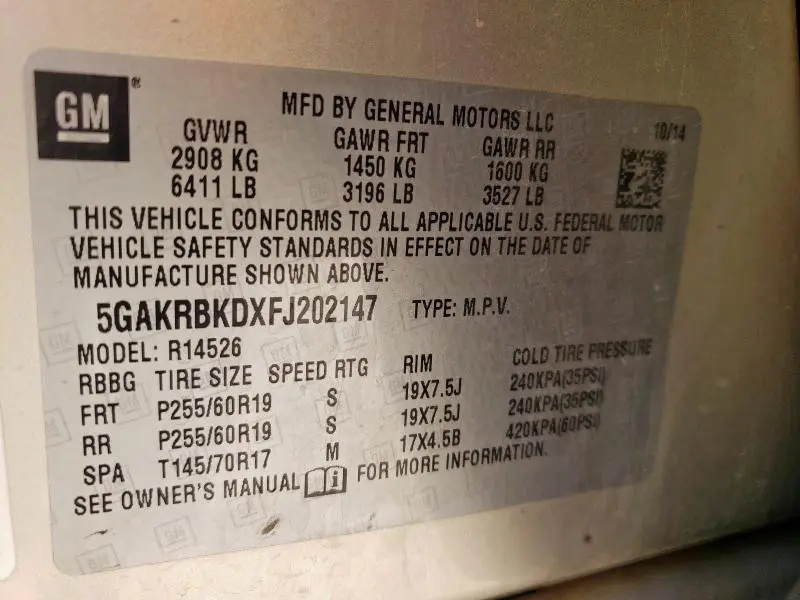 GM ®
MFD BY GENERAL MOTORS LLC
10/14
GVWR GAWR FRT GAWR RR
2908 KG 1450 KG 1600 KG
6411 LB 3196 LB 3527 LB
THIS VEHICLE CONFORMS TO ALL APPLICABLE U.S. FEDERAL MOTOR
VEHICLE SAFETY STANDARDS IN EFFECT ON THE DATE OF
MANUFACTURE SHOWN ABOVE.
5GAKRBKDXFJ202147 TYPE: M.P.V.
MODEL: R14526
RBBG TIRE SIZE SPEED RTG RIM COLD TIRE PRESSURE
FRT P255/60R19 S 19X7.5J 240KPA(35PSI)
RR P255/60R19 S 19X7.5J 240KPA(35PSI)
SPA T145/70R17 M 17X4.5B 420KPA(60PSI)
SEE OWNER'S MANUAL i FOR MORE INFORMATION.